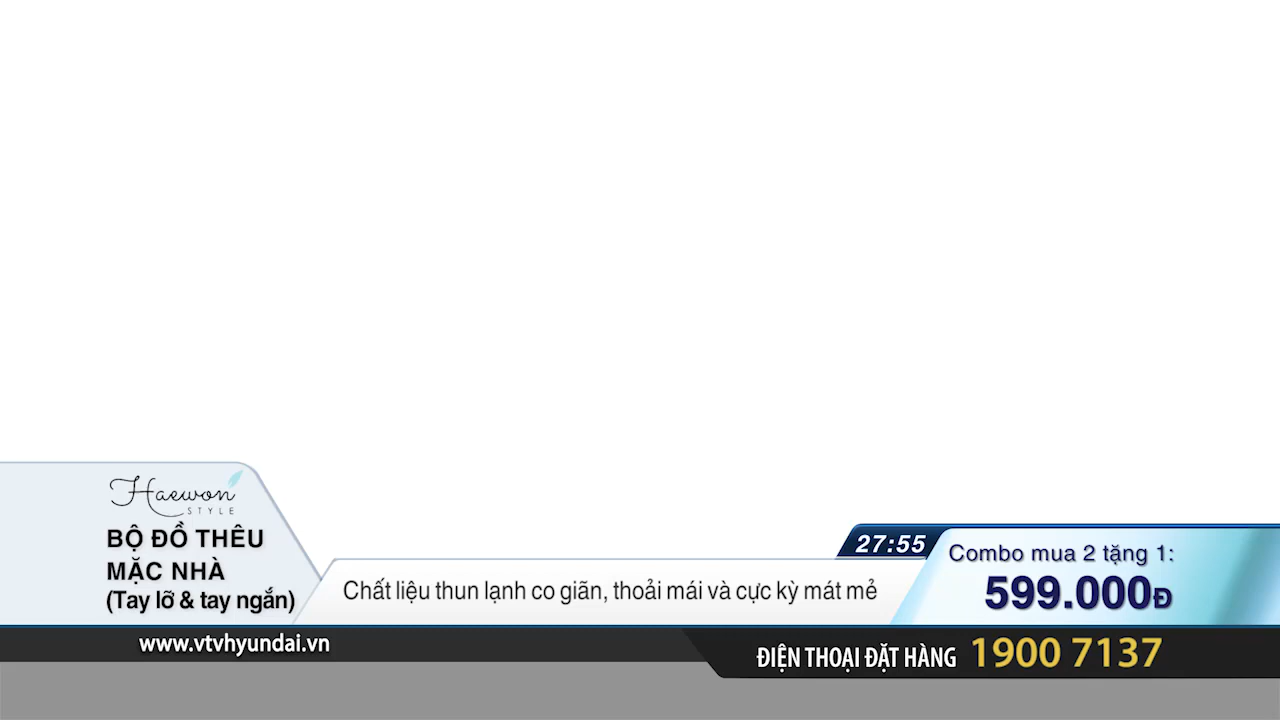 Haewon
STYLE
BỘ ĐỒ THÊU
MẶC NHÀ
(Tay lỡ & tay ngắn)
Chất liệu thun lạnh co giãn, thoải mái và cực kỳ mát mẻ
27:55
Combo mua 2 tặng 1:
599.000Đ
www.vtvhyundai.vn
ĐIỆN THOẠI ĐẶT HÀNG 1900 7137